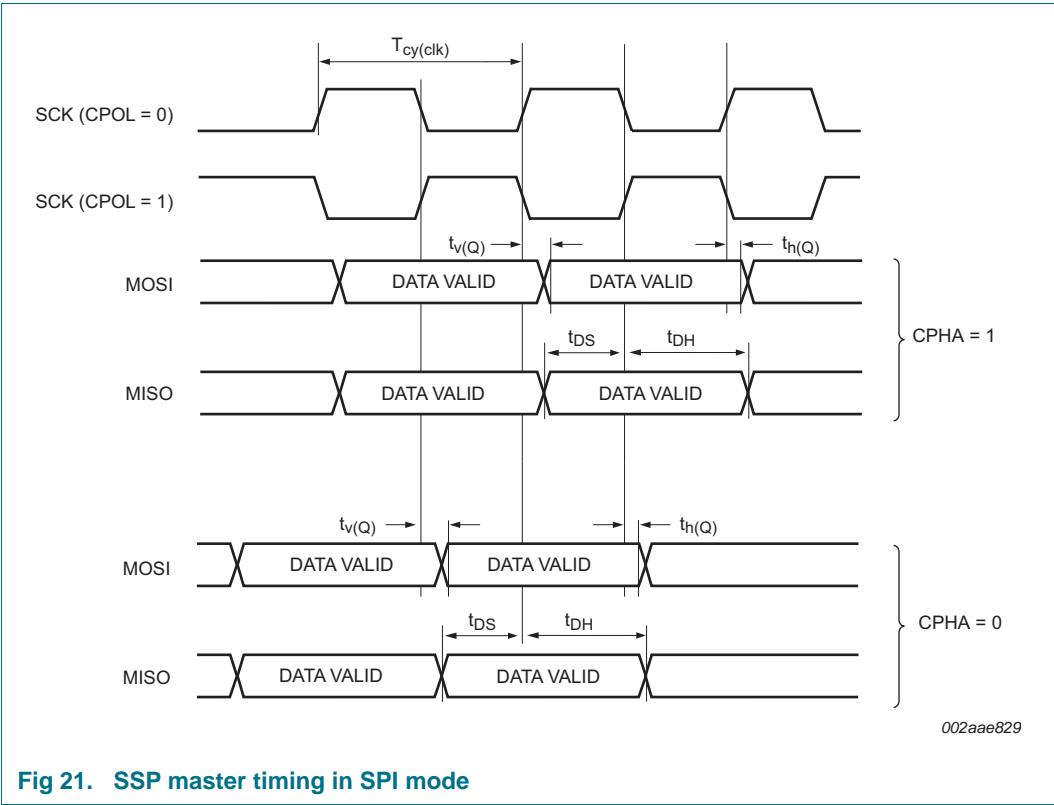 Tcy(clk)
SCK (CPOL = 0)
SCK (CPOL = 1)
tv(Q) th(Q)
MOSI DATA VALID DATA VALID
tDS tDH
CPHA = 1
MISO DATA VALID DATA VALID
tv(Q) th(Q)
MOSI DATA VALID DATA VALID
tDS tDH
CPHA = 0
MISO DATA VALID DATA VALID
002aae829
Fig 21. SSP master timing in SPI mode